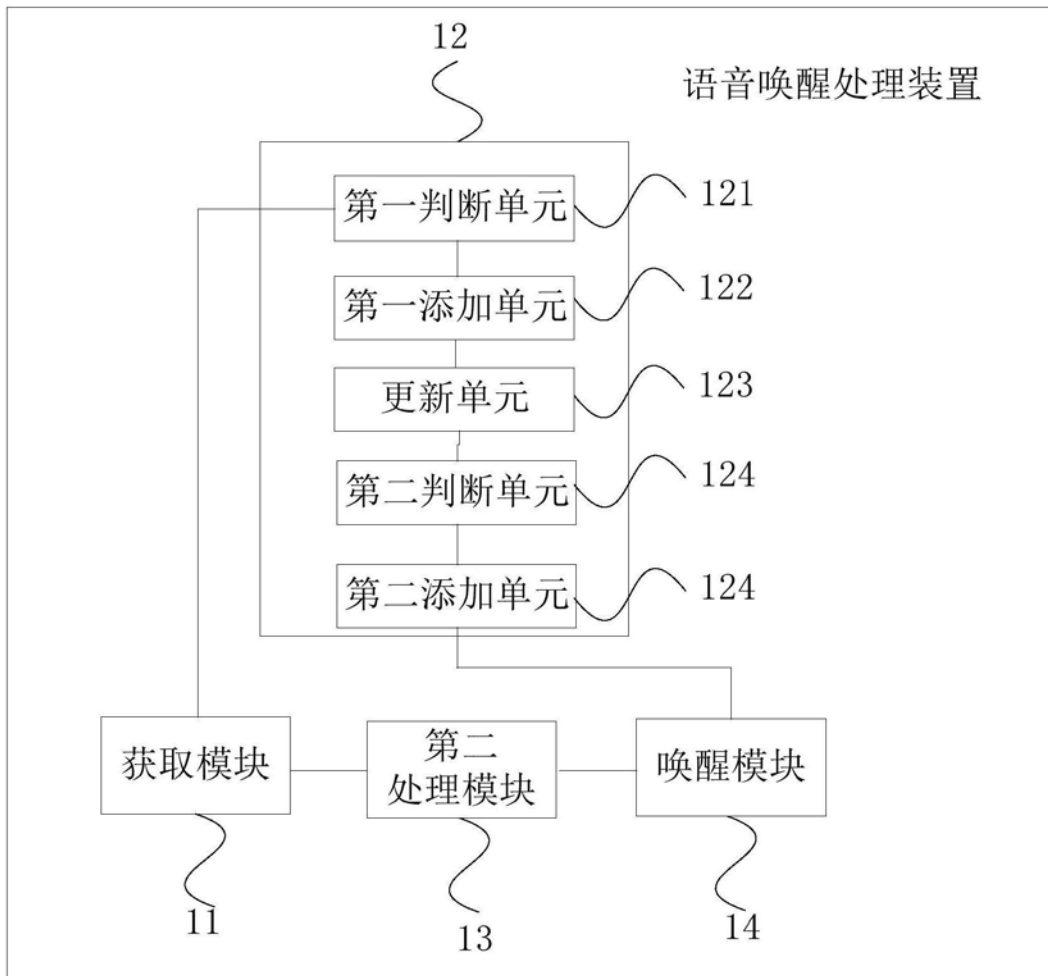 12
语音唤醒处理装置
第一判断单元
121
第一添加单元
122
更新单元
123
第二判断单元
124
第二添加单元
124
获取模块
第二
处理模块
唤醒模块
11
13
14